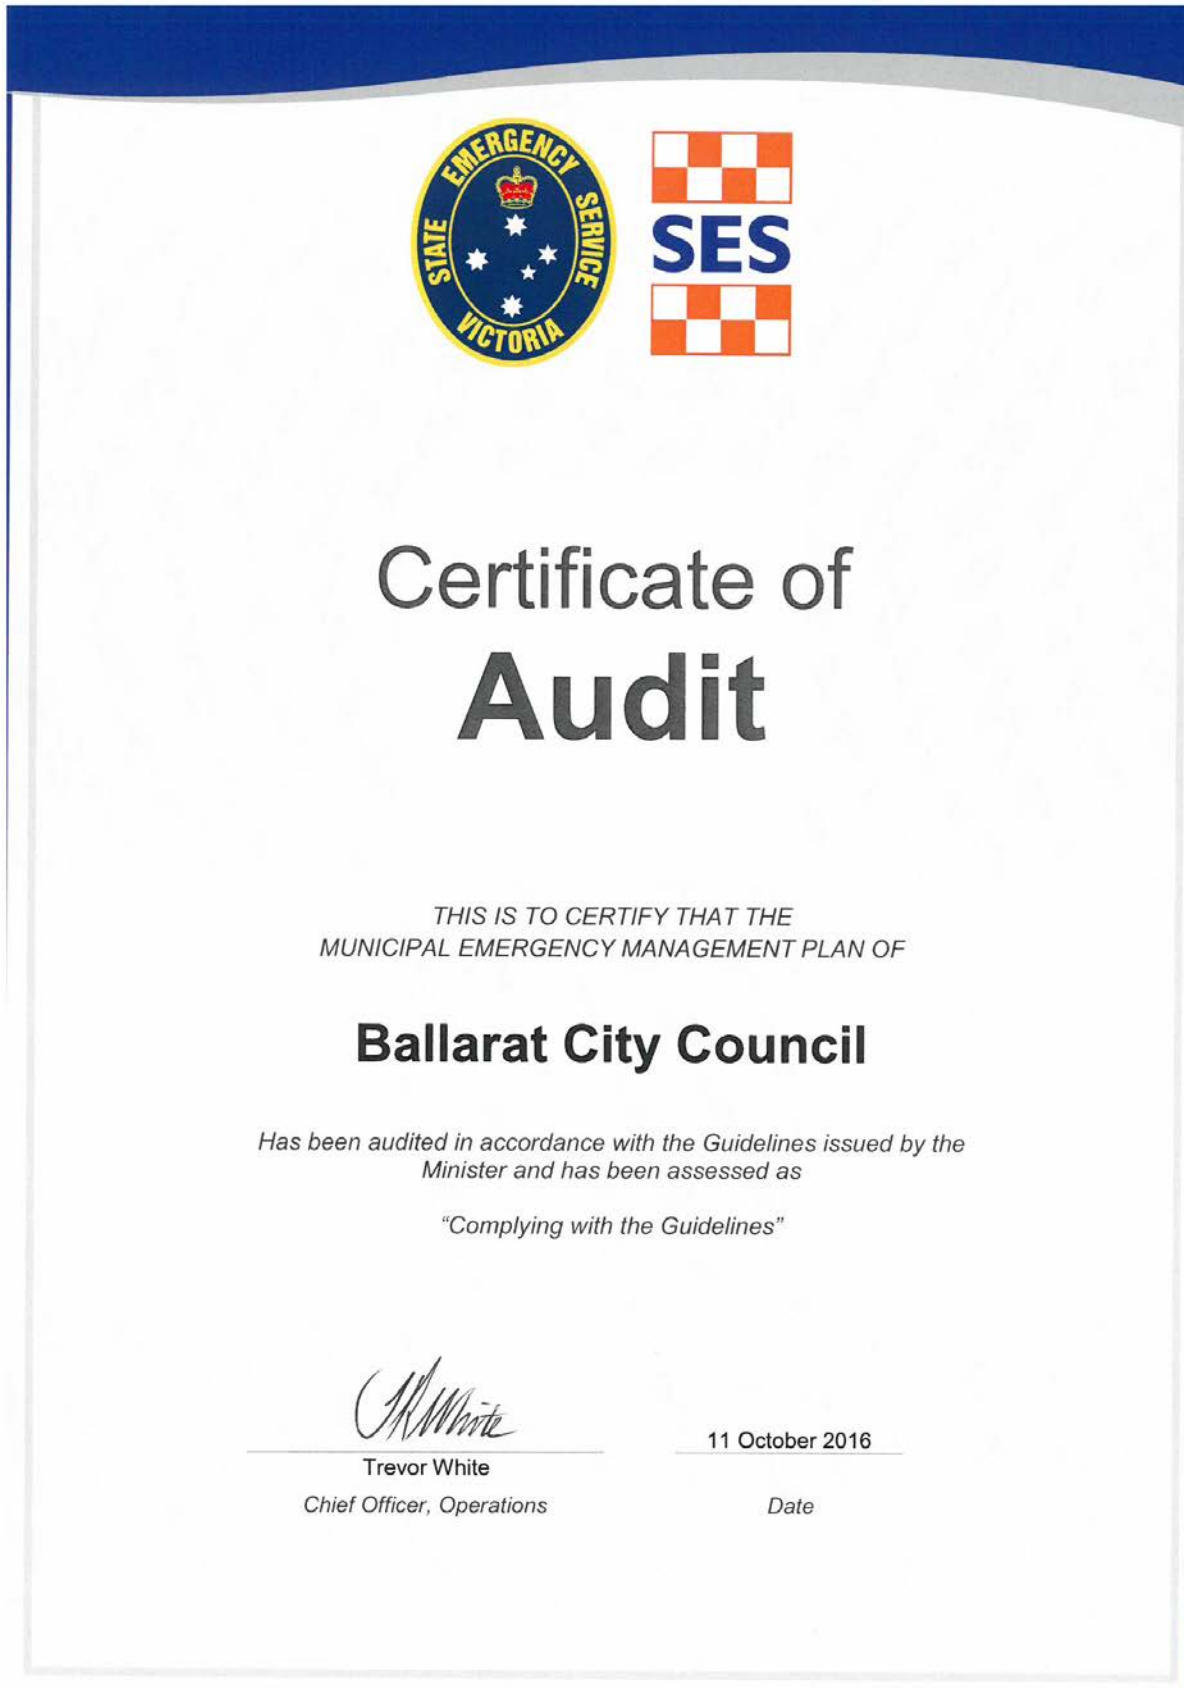 STATE EMERGENCY SERVICE
VICTORIA
SES
Certificate of
Audit
THIS IS TO CERTIFY THAT THE
MUNICIPAL EMERGENCY MANAGEMENT PLAN OF
Ballarat City Council
Has been audited in accordance with the Guidelines issued by the
Minister and has been assessed as
“Complying with the Guidelines”
JRWhite
11 October 2016
Trevor White
Chief Officer, Operations
Date